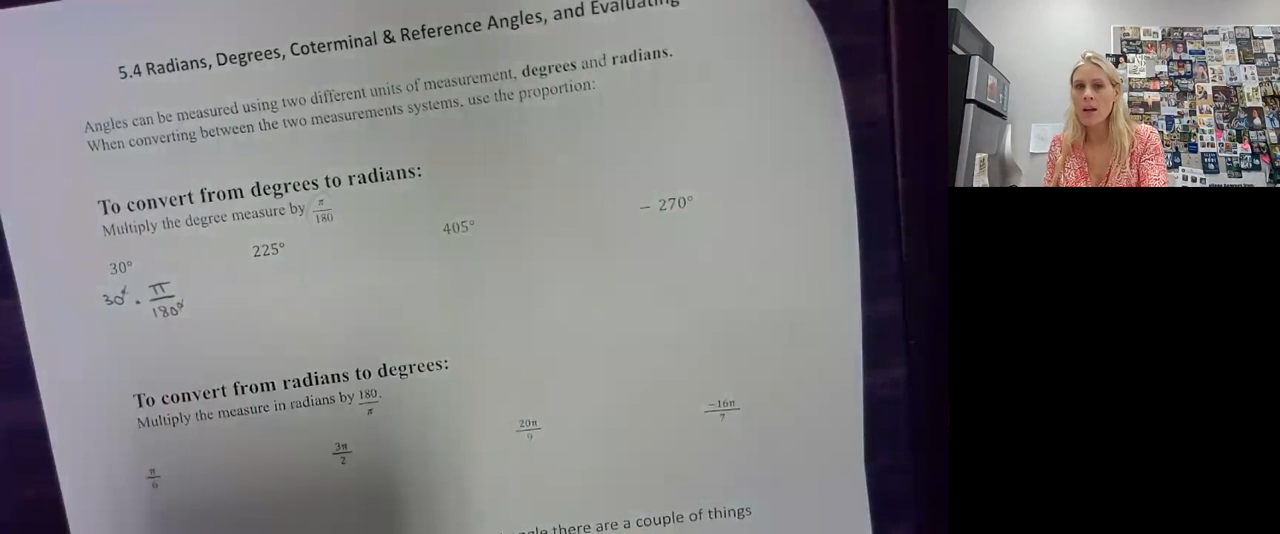 5.4 Radians, Degrees, Coterminal & Reference Angles, and Evaluating
Angles can be measured using two different units of measurement, degrees and radians.
When converting between the two measurements systems, use the proportion:
To convert from degrees to radians:
Multiply the degree measure by π/180
30° 225° 405° − 270°
30° · π/180°
To convert from radians to degrees:
Multiply the measure in radians by 180/π.
π/6 3π/2 20π/9 −16π/7
there are a couple of things